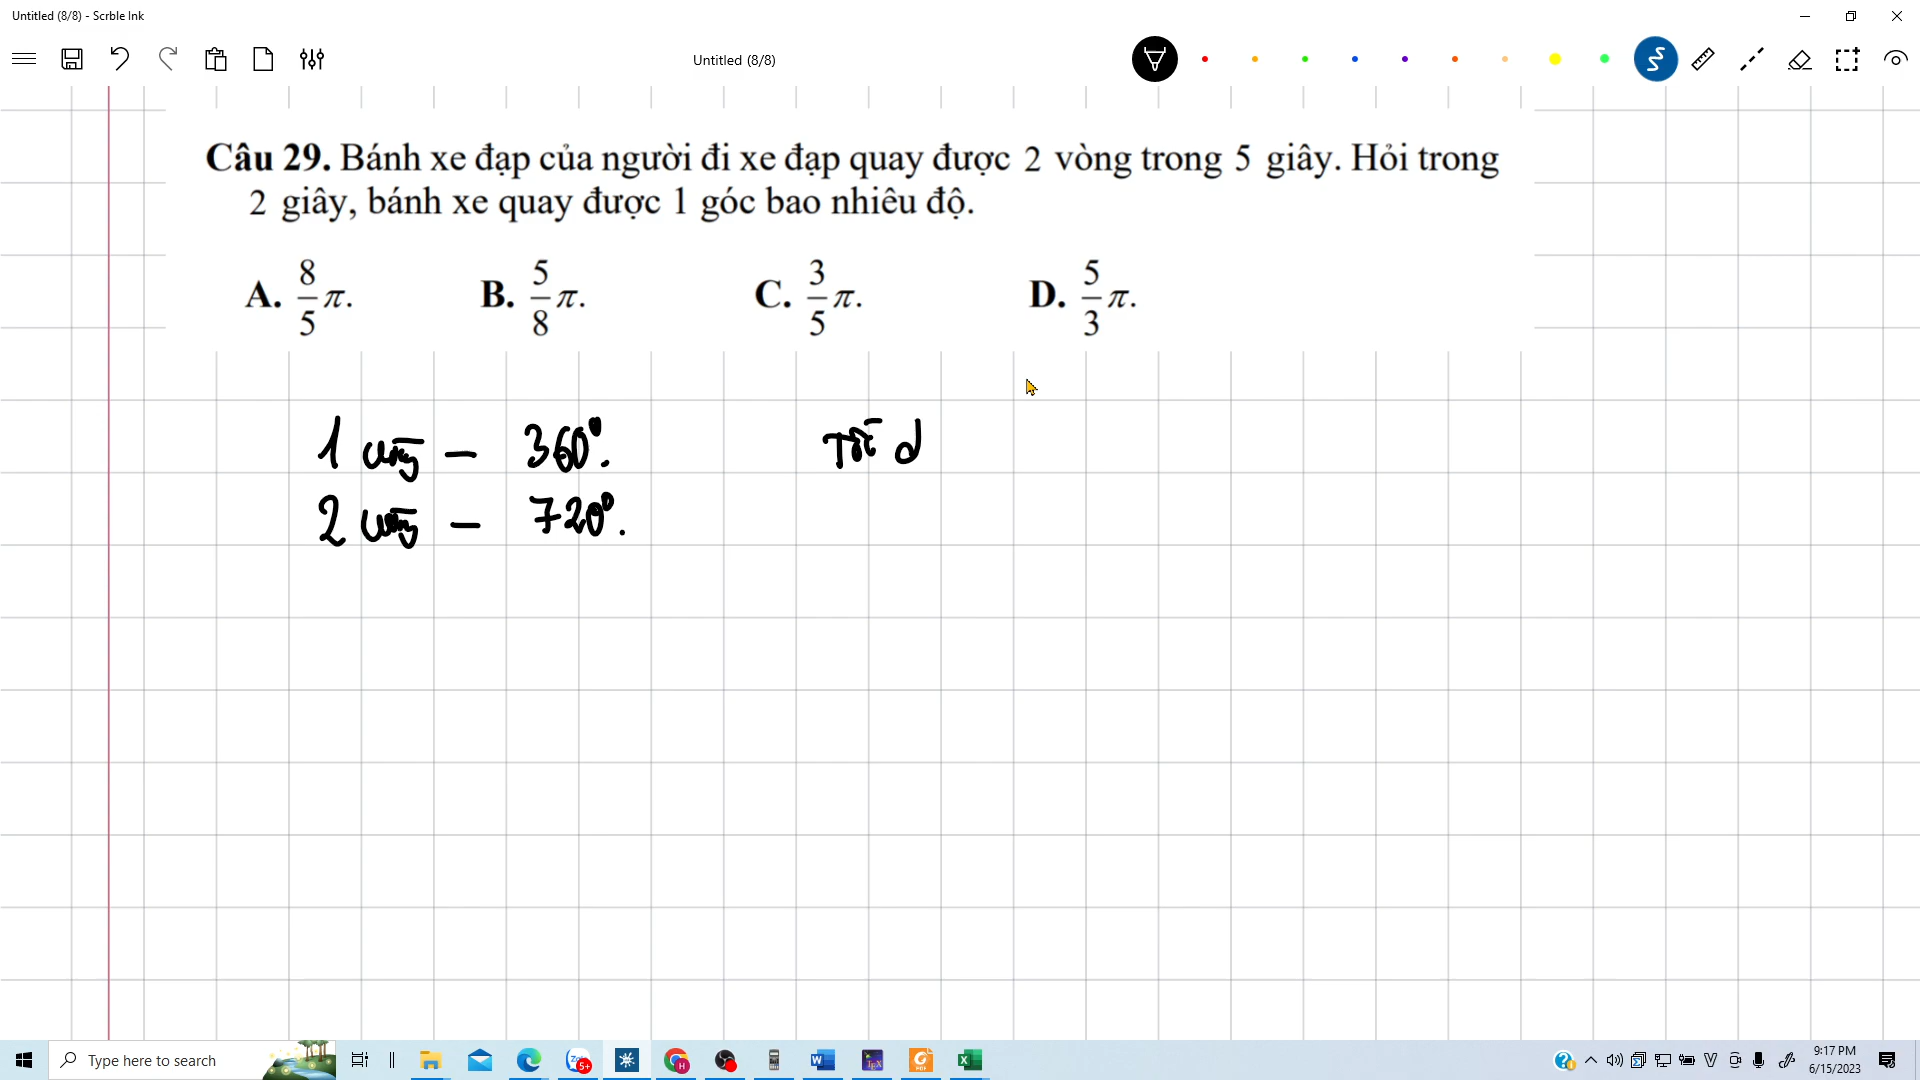 Untitled (8/8) - Scrble Ink
Untitled (8/8)
Câu 29. Bánh xe đạp của người đi xe đạp quay được 2 vòng trong 5 giây. Hỏi trong
2 giây, bánh xe quay được 1 góc bao nhiêu độ.
A. 8/5 π. B. 5/8 π. C. 3/5 π. D. 5/3 π.
1 vòng – 360°. Tốc đ
2 vòng – 720°.
Type here to search
9:17 PM
6/15/2023